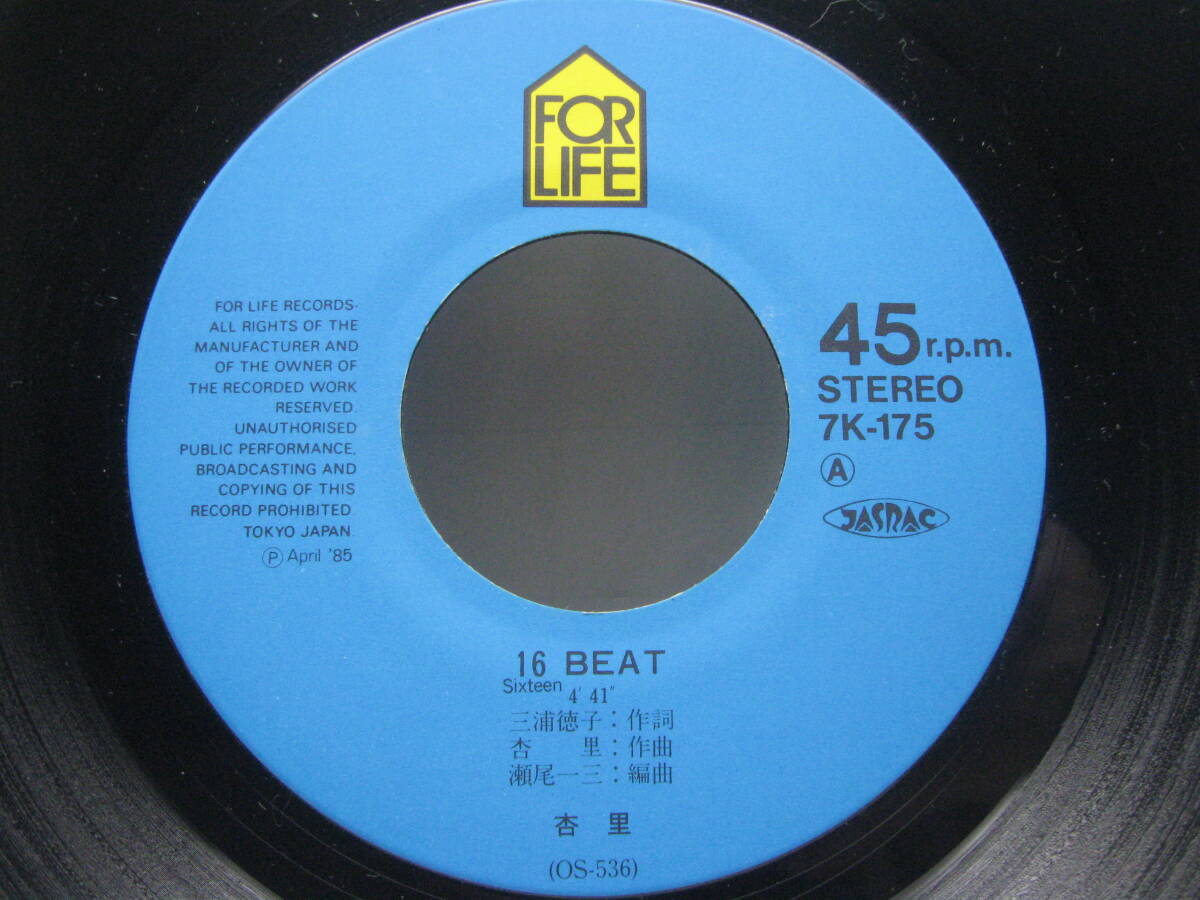 FOR
LIFE
FOR LIFE RECORDS-
ALL RIGHTS OF THE
MANUFACTURER AND
OF THE OWNER OF
THE RECORDED WORK
RESERVED.
UNAUTHORISED
PUBLIC PERFORMANCE,
BROADCASTING AND
COPYING OF THIS
RECORD PROHIBITED.
TOKYO JAPAN.
Ⓟ April '85
45 r.p.m.
STEREO
7K-175
Ⓐ
JASRAC
16 BEAT
Sixteen 4' 41"
三浦徳子：作詞
杏　里：作曲
瀬尾一三：編曲
杏 里
(OS-536)